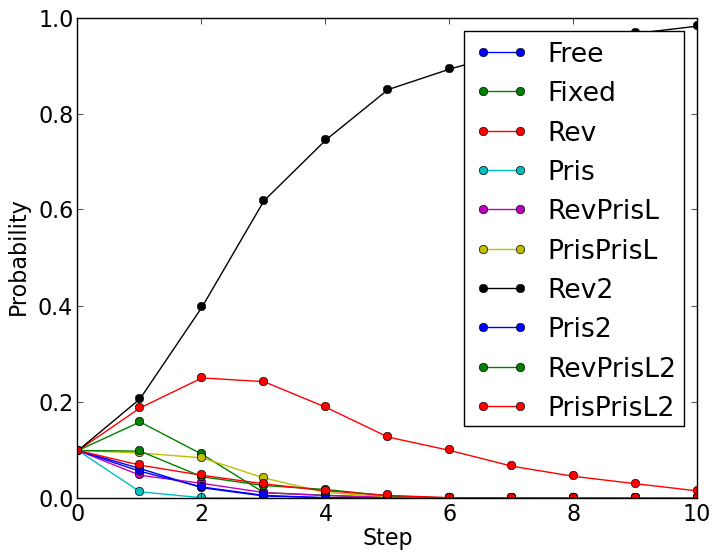 1.0
0.8
0.6
0.4
0.2
0.0
Probability
0
2
4
6
8
10
Step
Free
Fixed
Rev
Pris
RevPrisL
PrisPrisL
Rev2
Pris2
RevPrisL2
PrisPrisL2